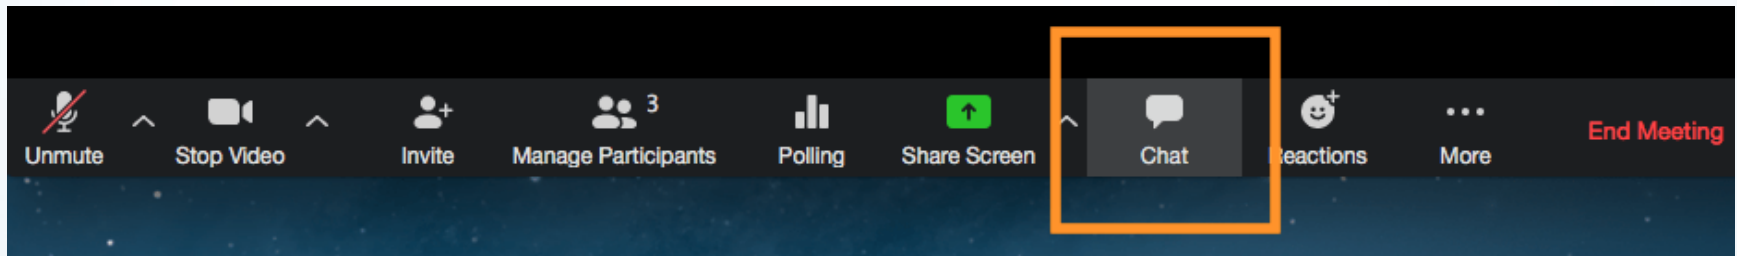 3
Unmute
Stop Video
Invite
Manage Participants
Polling
Share Screen
Chat
eactions
More
End Meeting